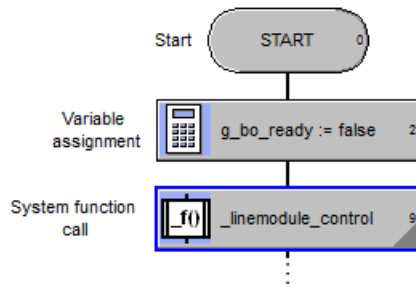 Start
START
0
Variable
assignment
g_bo_ready := false
2
System function
call
_f()
_linemodule_control
9